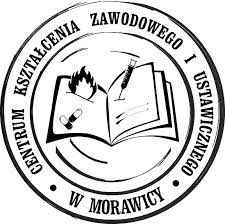 CENTRUM KSZTAŁCENIA ZAWODOWEGO I USTAWICZNEGO
• W MORAWICY •